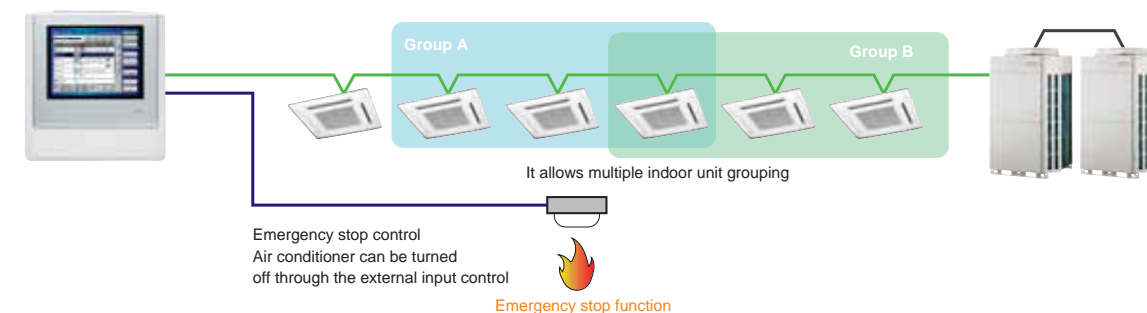 Group A
Group B
It allows multiple indoor unit grouping
Emergency stop control
Air conditioner can be turned
off through the external input control
Emergency stop function